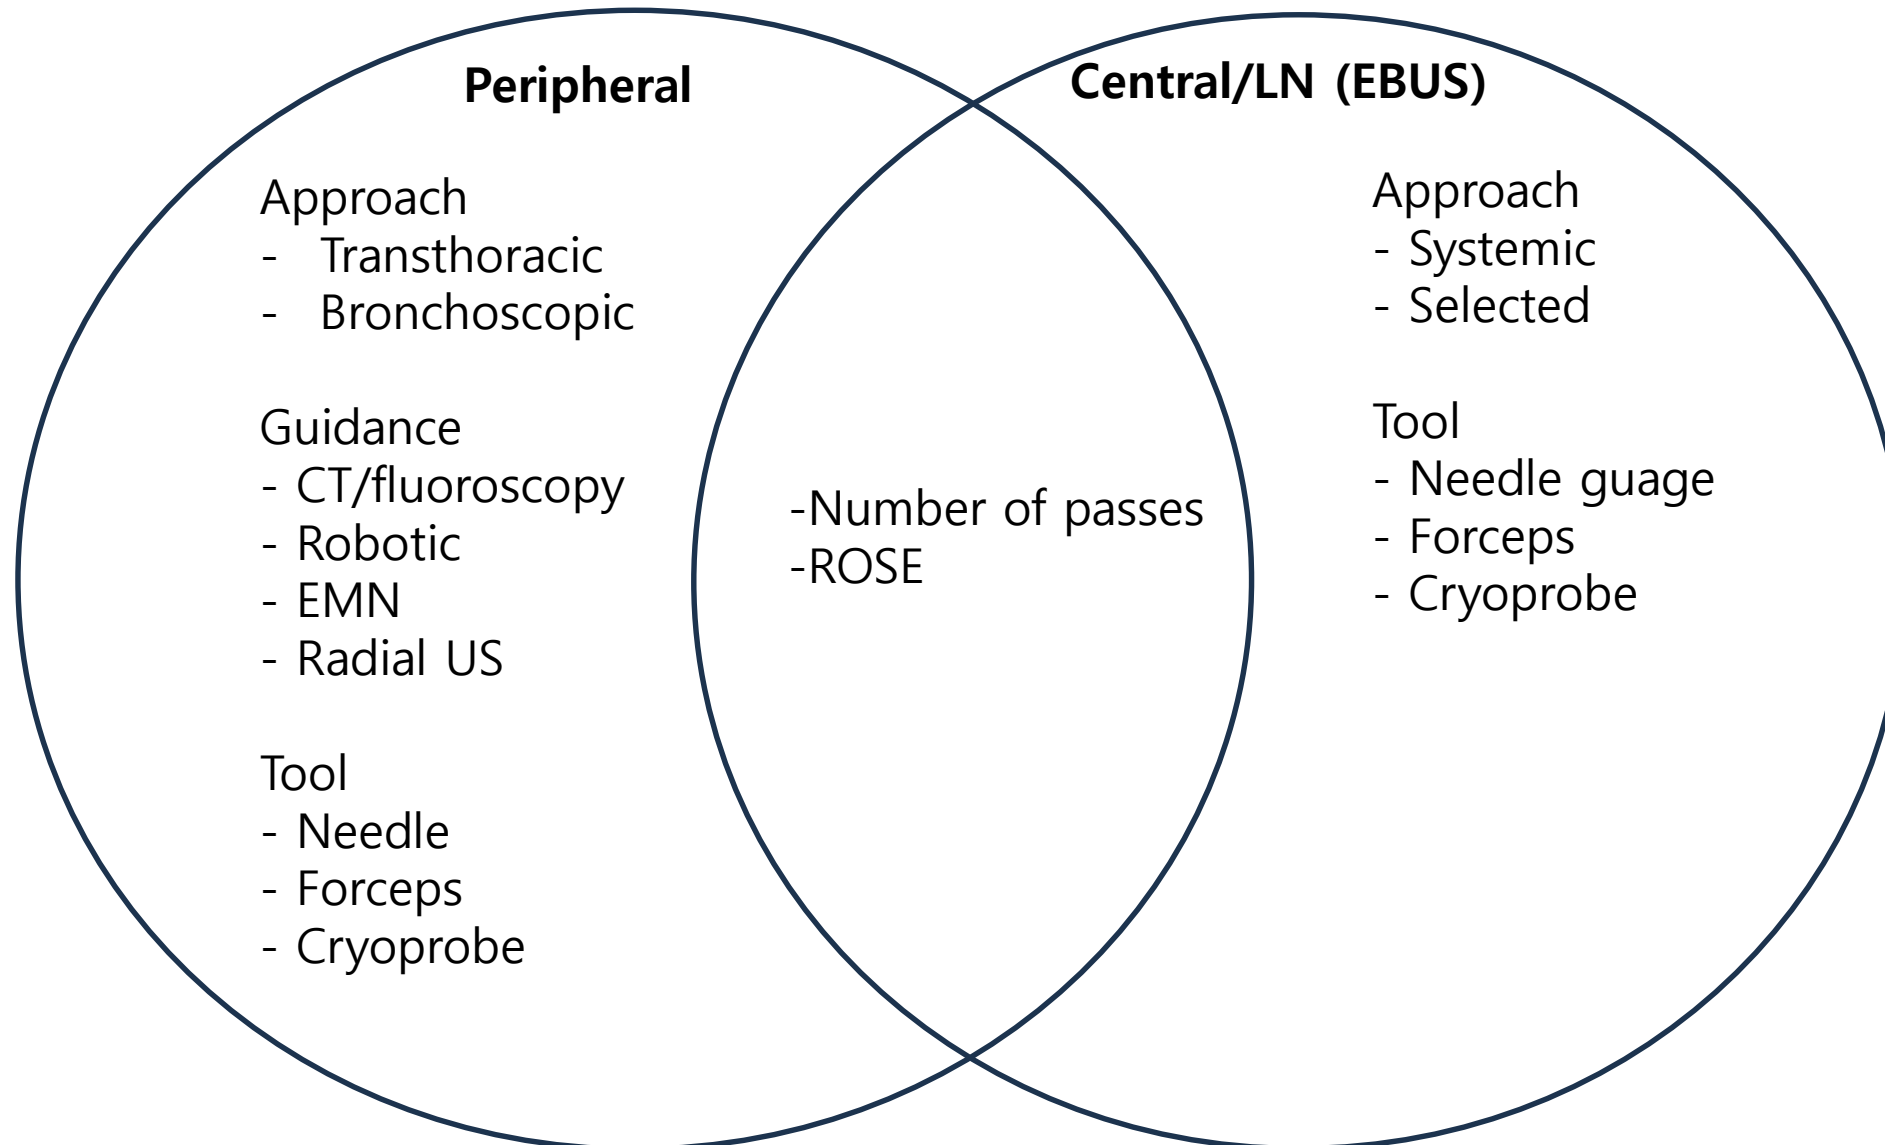 Peripheral
Approach
- Transthoracic
- Bronchoscopic
Guidance
- CT/fluoroscopy
- Robotic
- EMN
- Radial US
Tool
- Needle
- Forceps
- Cryoprobe
-Number of passes
-ROSE
Central/LN (EBUS)
Approach
- Systemic
- Selected
Tool
- Needle guage
- Forceps
- Cryoprobe